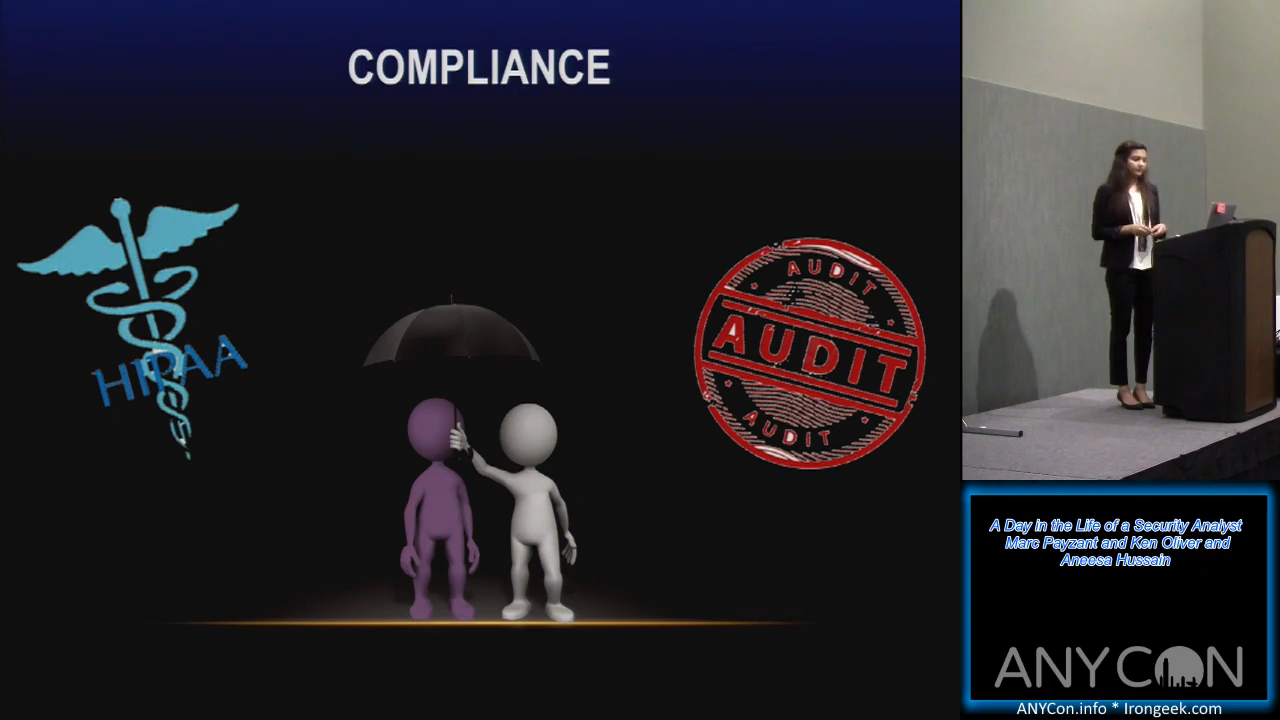 COMPLIANCE
HIPAA
AUDIT
AUDIT
AUDIT
A Day in the Life of a Security Analyst
Marc Payzant and Ken Oliver and
Aneesa Hussain
ANYCON
ANYCon.info * Irongeek.com